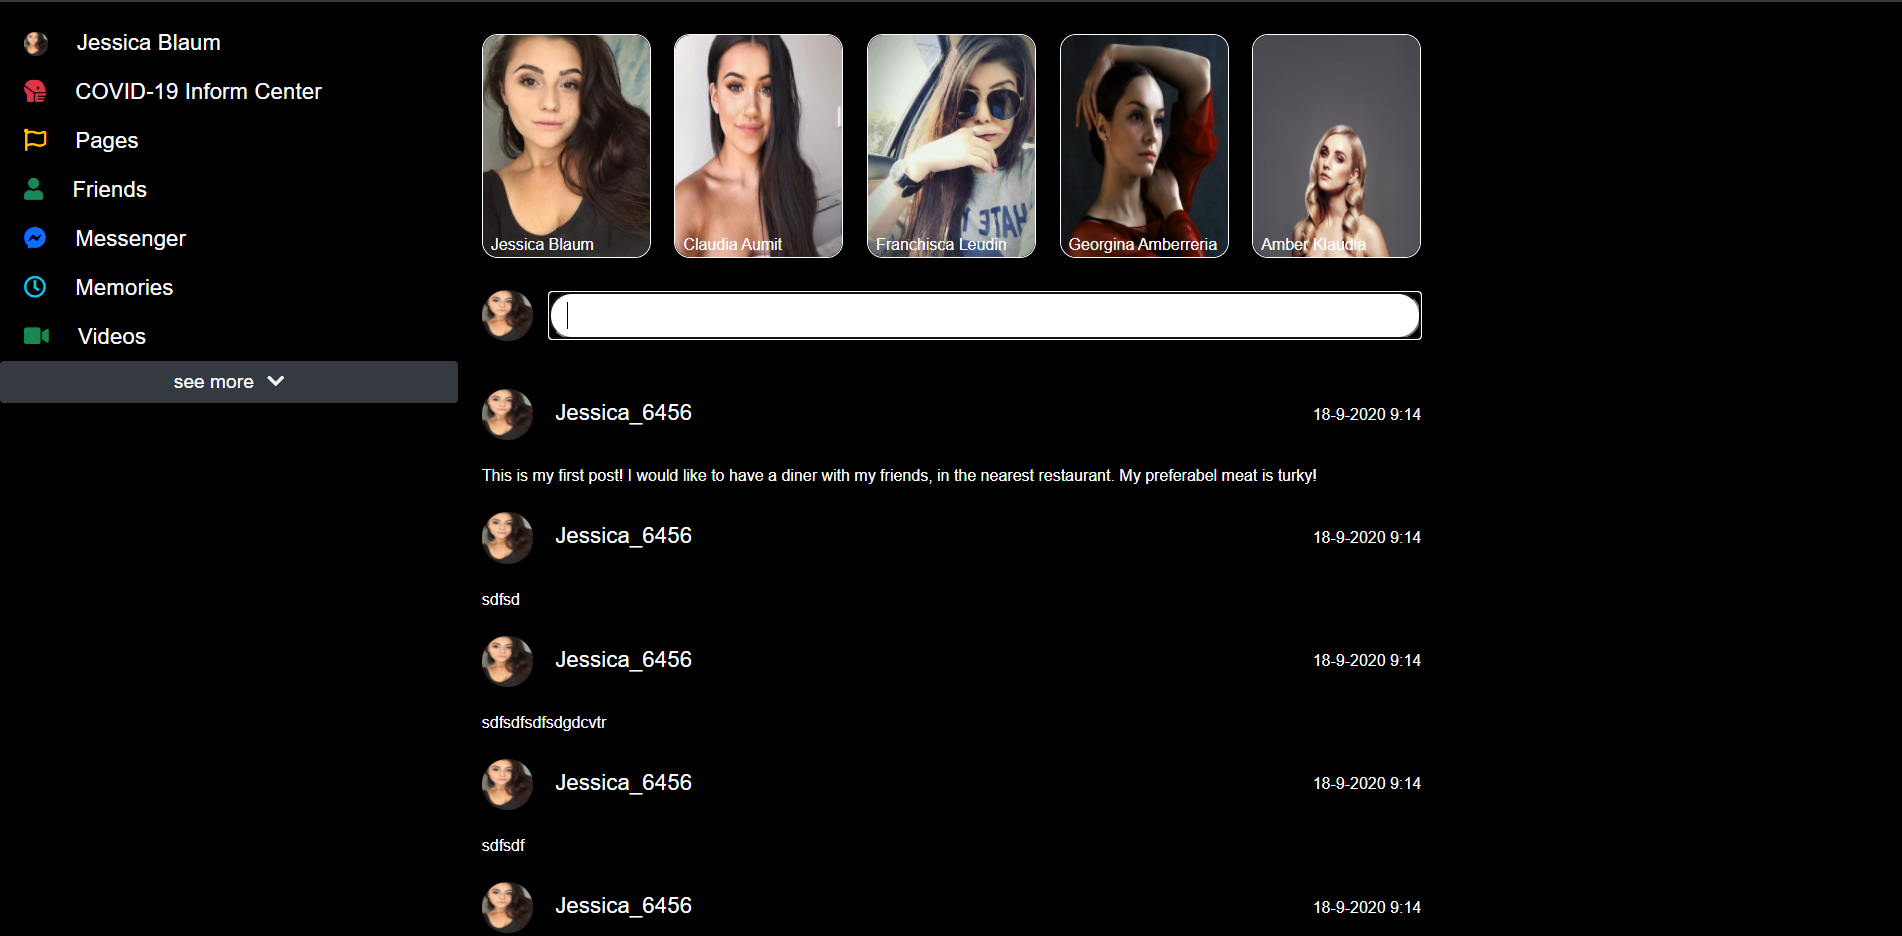 Jessica Blaum
COVID-19 Inform Center
Pages
Friends
Messenger
Memories
Videos
see more
Jessica Blaum
Claudia Aumit
Franchisca Leudin
Georgina Amberreria
Amber Klaudia
HATE
Jessica_6456 18-9-2020 9:14
This is my first post! I would like to have a diner with my friends, in the nearest restaurant. My preferabel meat is turky!
Jessica_6456 18-9-2020 9:14
sdfsd
Jessica_6456 18-9-2020 9:14
sdfsdfsdfsdgdcvtr
Jessica_6456 18-9-2020 9:14
sdfsdf
Jessica_6456 18-9-2020 9:14